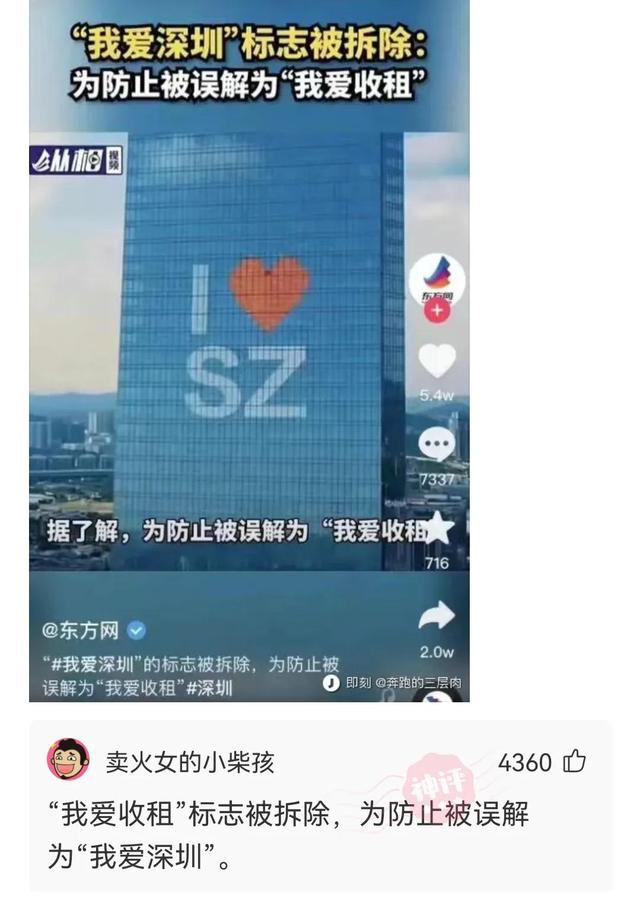 “我爱深圳”标志被拆除：
为防止被误解为“我爱收租”
纵相视频
I
SZ
东方网
5.4w
7337
据了解，为防止被误解为“我爱收租
716
@东方网
2.0w
“#我爱深圳”的标志被拆除，为防止被
误解为“我爱收租”#深圳
即刻 @奔跑的三层肉
卖火女的小柴孩
神评
4360
“我爱收租”标志被拆除，为防止被误解
为“我爱深圳”。